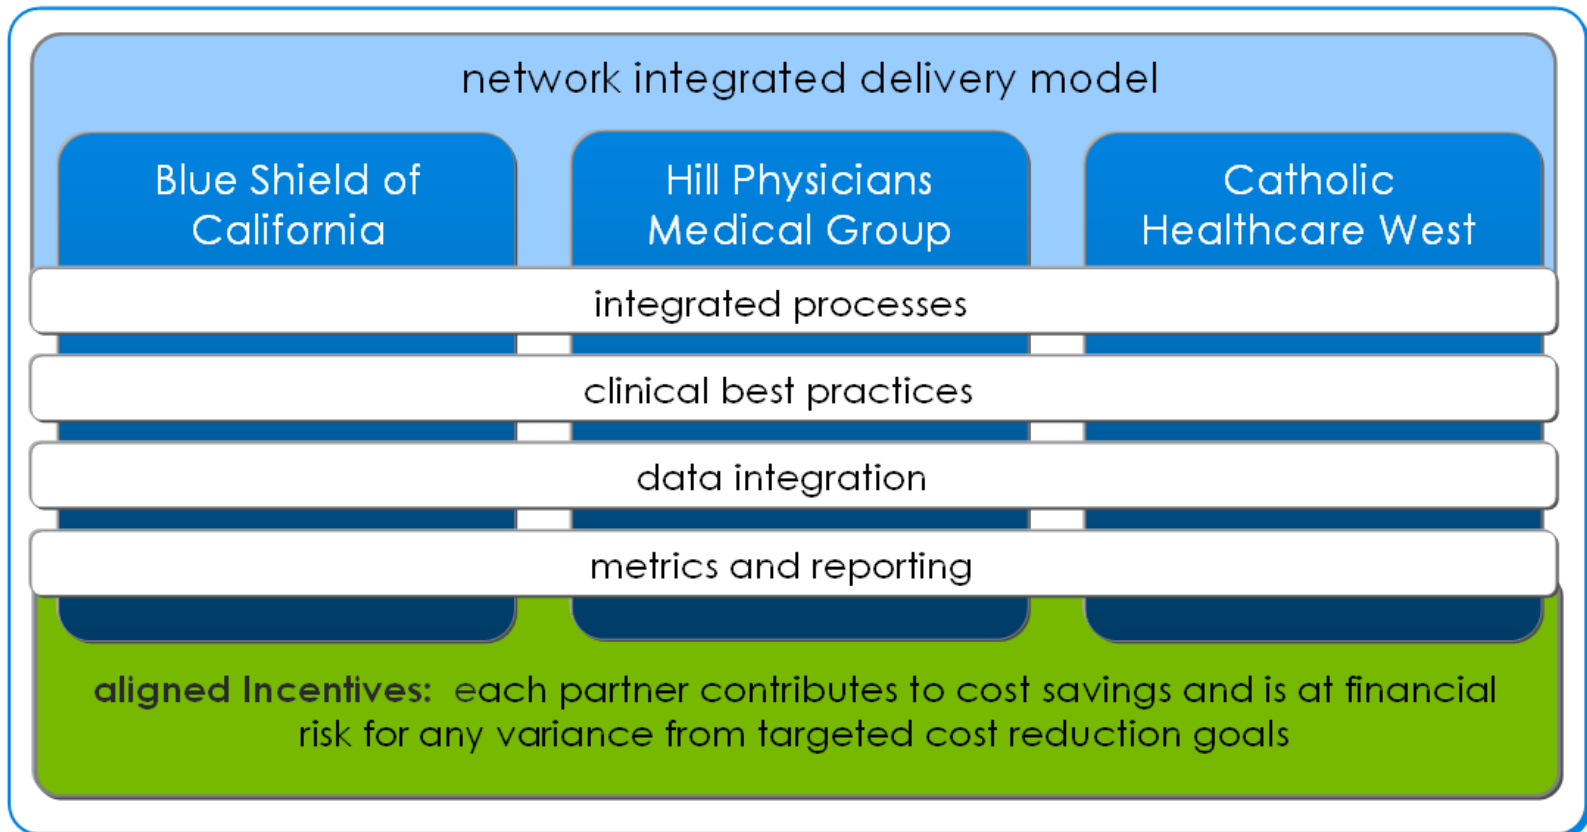 network integrated delivery model
Blue Shield of
California
Hill Physicians
Medical Group
Catholic
Healthcare West
integrated processes
clinical best practices
data integration
metrics and reporting
aligned Incentives: each partner contributes to cost savings and is at financial
risk for any variance from targeted cost reduction goals